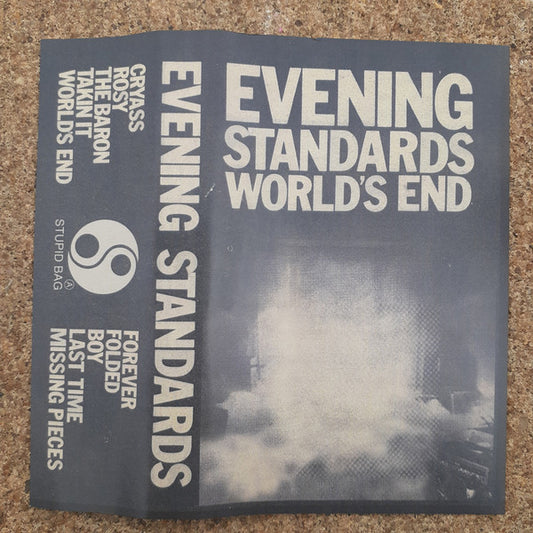 EVENING
STANDARDS
WORLD'S END
EVENING STANDARDS
CRYASS
ROSY
THE BARON
TAKIN IT
WORLD'S END
STUPID BAG Ⓐ
FOREVER
FOLDED
BOY
LAST TIME
MISSING PIECES